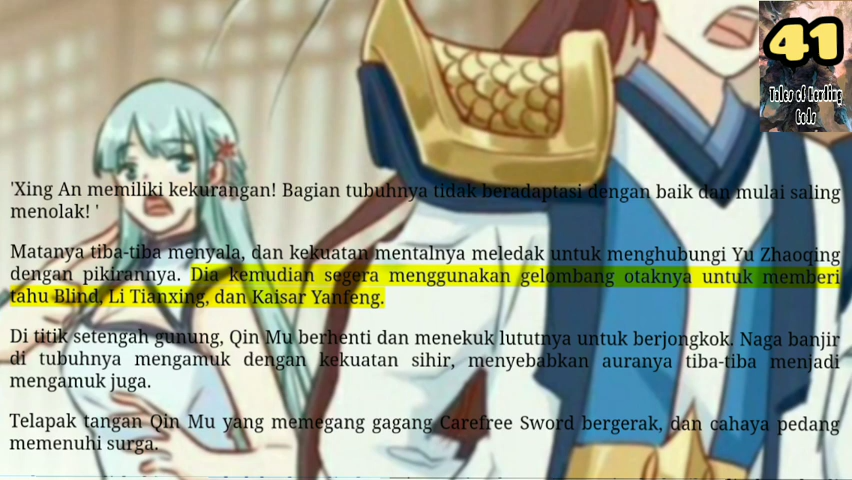 41
Tales of Herding
Gods
'Xing An memiliki kekurangan! Bagian tubuhnya tidak beradaptasi dengan baik dan mulai saling
menolak! '
Matanya tiba-tiba menyala, dan kekuatan mentalnya meledak untuk menghubungi Yu Zhaoqing
dengan pikirannya. Dia kemudian segera menggunakan gelombang otaknya untuk memberi
tahu Blind, Li Tianxing, dan Kaisar Yanfeng.
Di titik setengah gunung, Qin Mu berhenti dan menekuk lututnya untuk berjongkok. Naga banjir
di tubuhnya mengamuk dengan kekuatan sihir, menyebabkan auranya tiba-tiba menjadi
mengamuk juga.
Telapak tangan Qin Mu yang memegang gagang Carefree Sword bergerak, dan cahaya pedang
memenuhi surga.